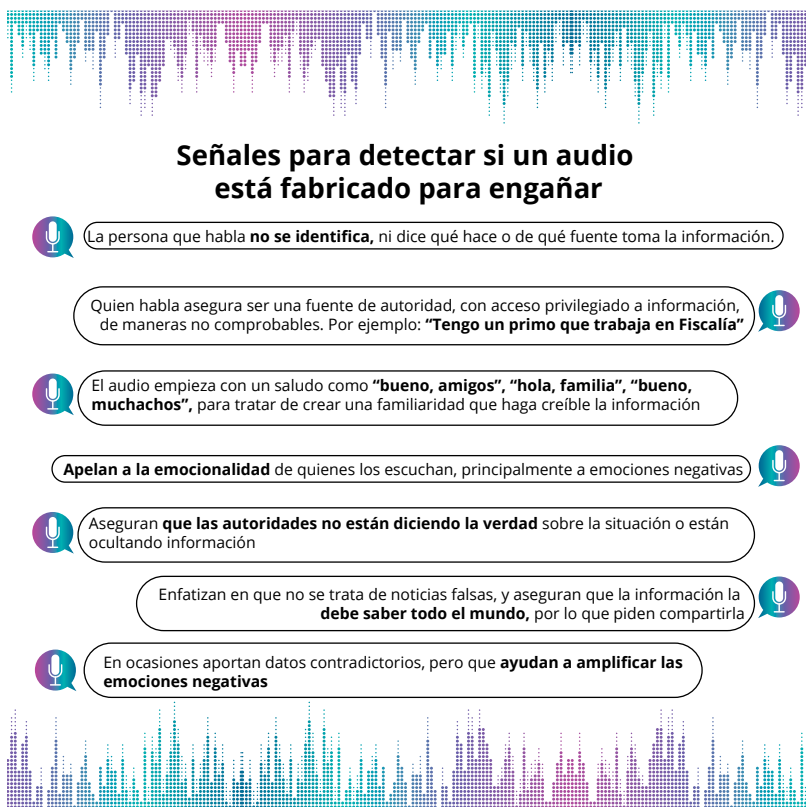 Señales para detectar si un audio
está fabricado para engañar
La persona que habla no se identifica, ni dice qué hace o de qué fuente toma la información.
Quien habla asegura ser una fuente de autoridad, con acceso privilegiado a información,
de maneras no comprobables. Por ejemplo: “Tengo un primo que trabaja en Fiscalía”
El audio empieza con un saludo como “bueno, amigos”, “hola, familia”, “bueno,
muchachos”, para tratar de crear una familiaridad que haga creíble la información
Apelan a la emocionalidad de quienes los escuchan, principalmente a emociones negativas
Aseguran que las autoridades no están diciendo la verdad sobre la situación o están
ocultando información
Enfatizan en que no se trata de noticias falsas, y aseguran que la información la
debe saber todo el mundo, por lo que piden compartirla
En ocasiones aportan datos contradictorios, pero que ayudan a amplificar las
emociones negativas